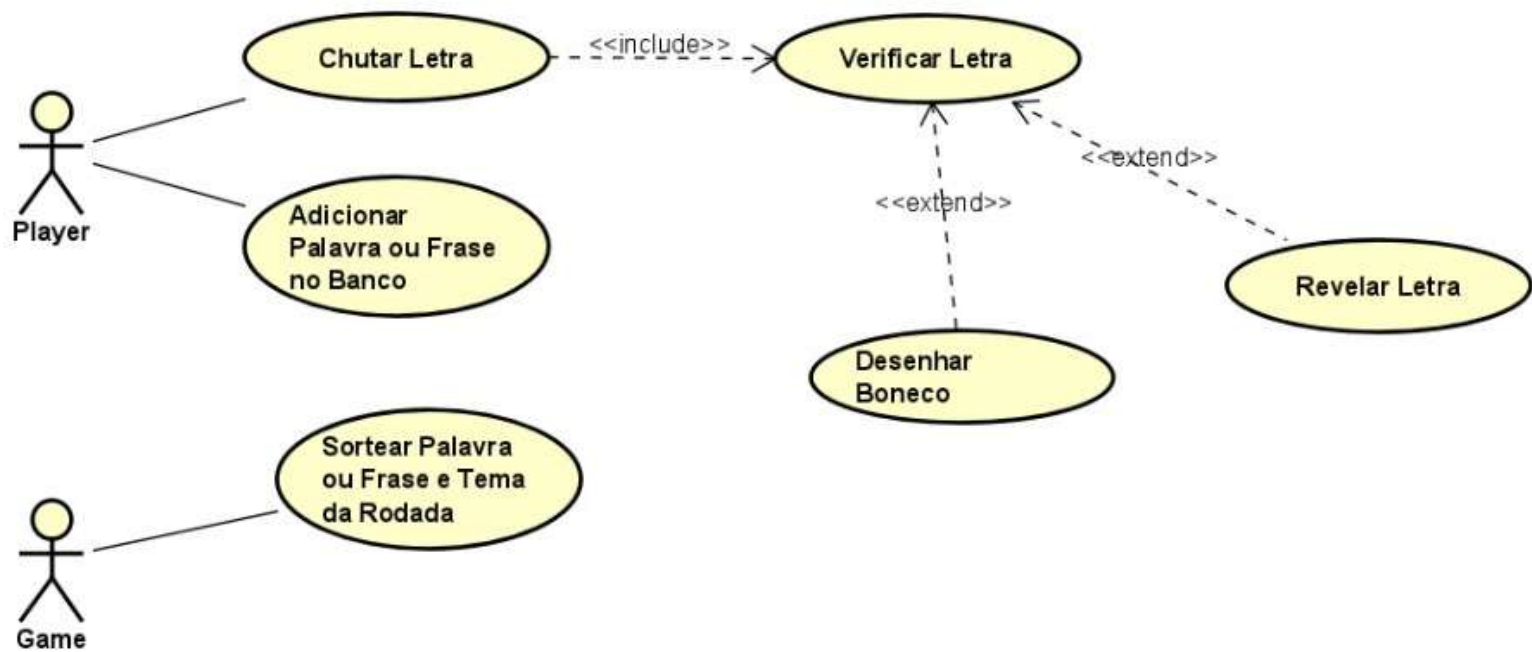 Chutar Letra
<<include>>
Verificar Letra
<<extend>>
<<extend>>
Player
Adicionar
Palavra ou Frase
no Banco
Revelar Letra
Desenhar
Boneco
Sortear Palavra
ou Frase e Tema
da Rodada
Game